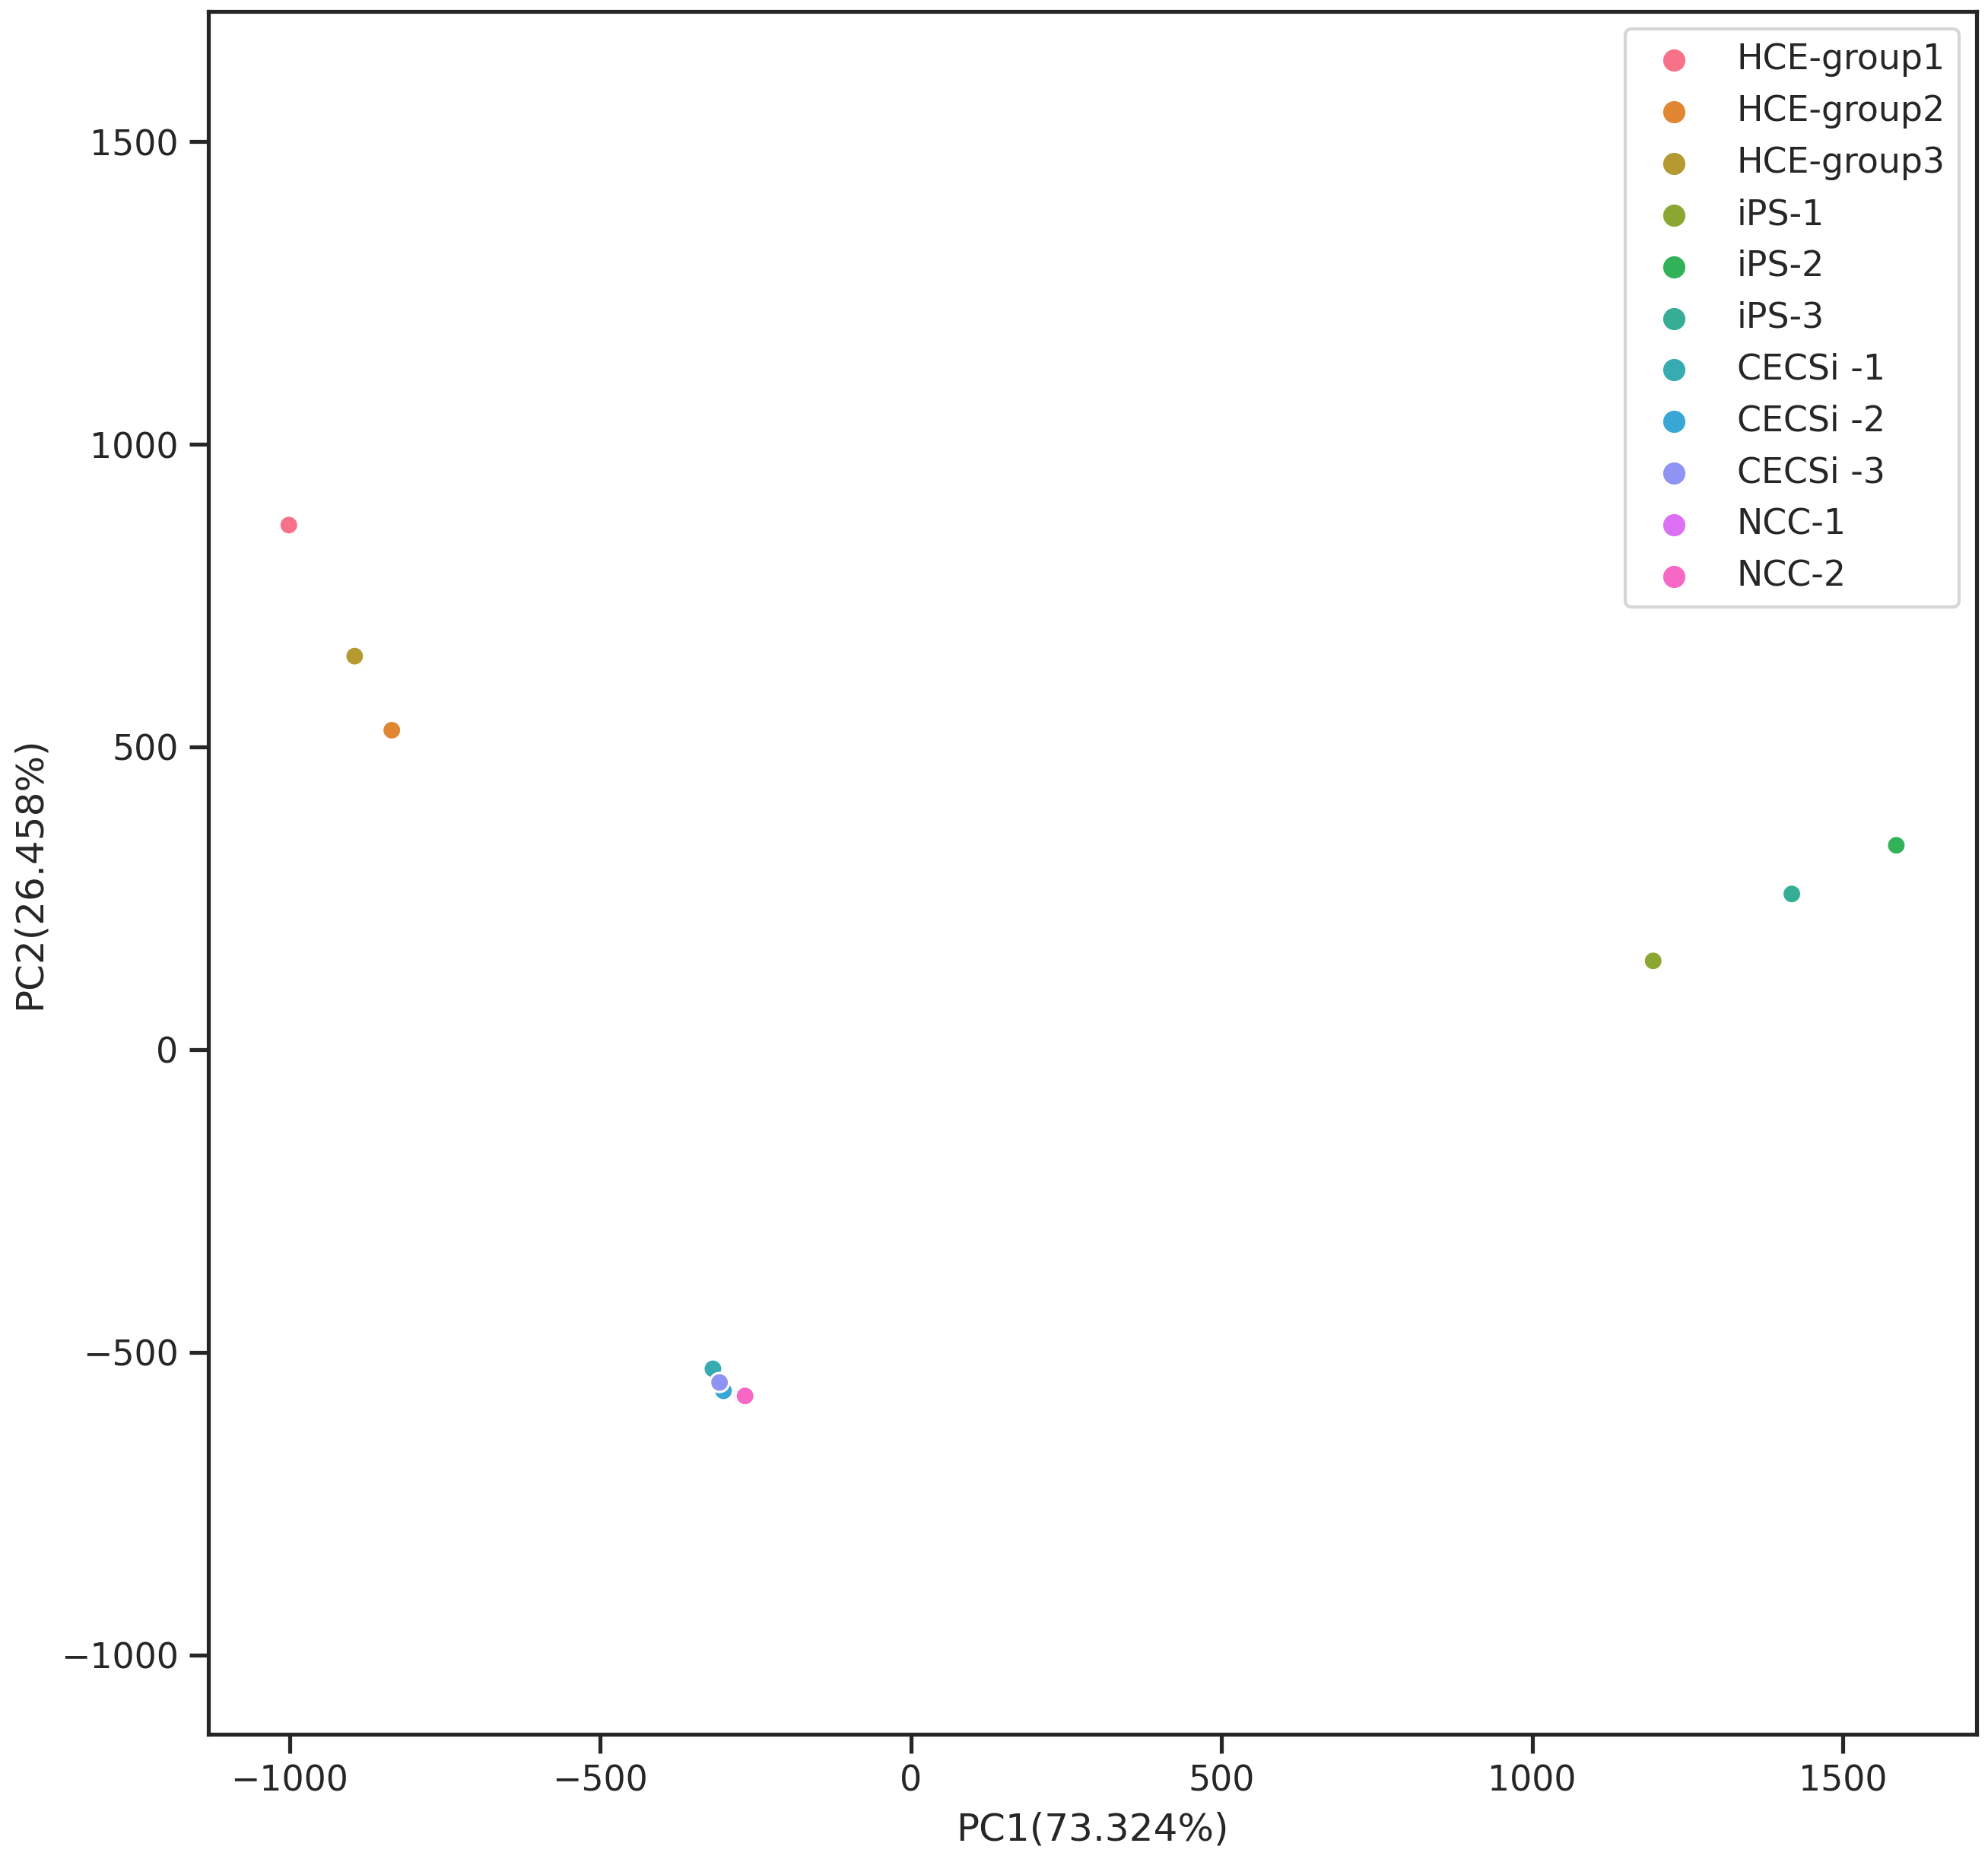 HCE-group1
HCE-group2
HCE-group3
iPS-1
iPS-2
iPS-3
CECSi -1
CECSi -2
CECSi -3
NCC-1
NCC-2
1500
1000
500
0
−500
−1000
PC2(26.458%)
−1000 −500 0 500 1000 1500
PC1(73.324%)